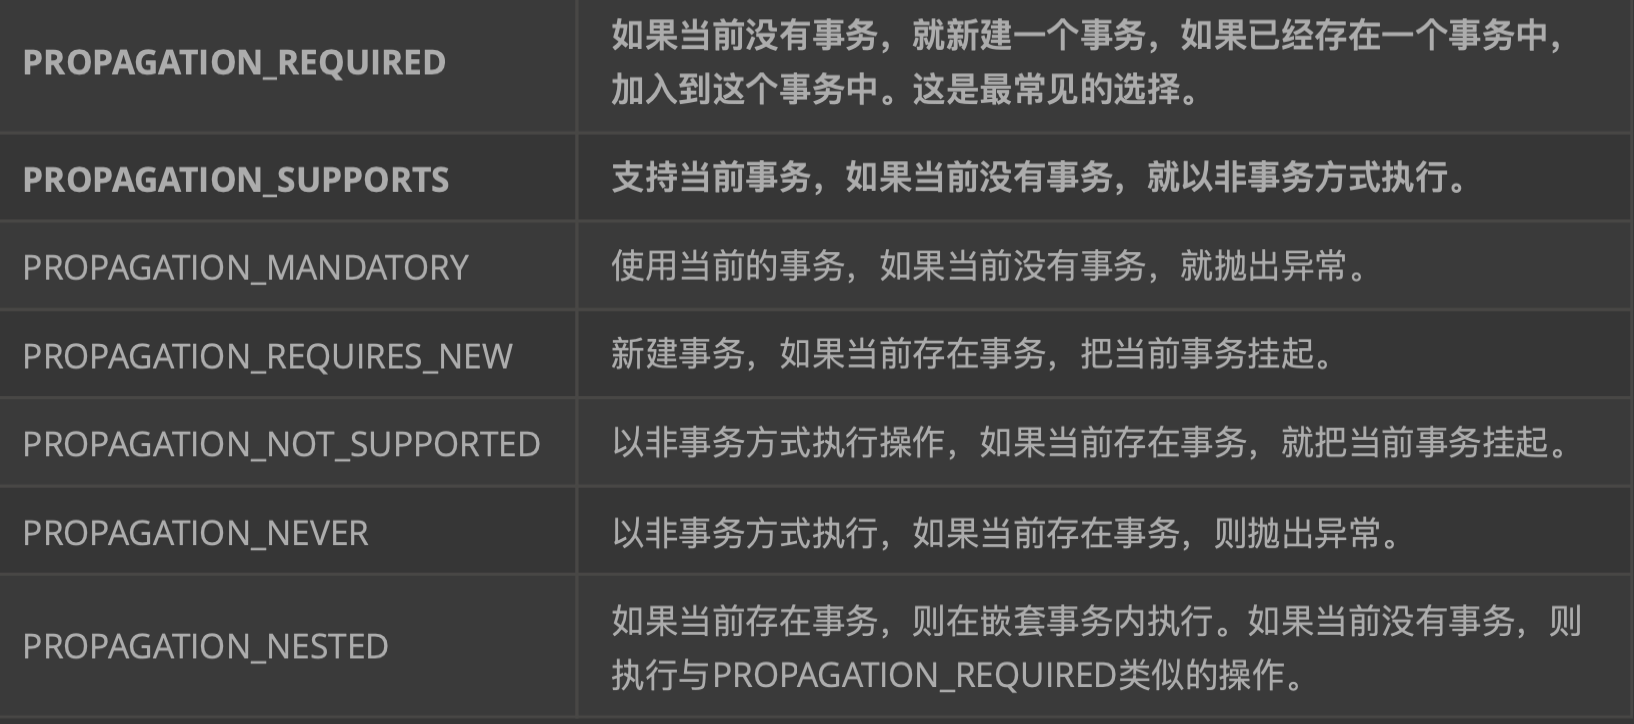 PROPAGATION_REQUIRED
如果当前没有事务，就新建一个事务，如果已经存在一个事务中，
加入到这个事务中。这是最常见的选择。
PROPAGATION_SUPPORTS
支持当前事务，如果当前没有事务，就以非事务方式执行。
PROPAGATION_MANDATORY
使用当前的事务，如果当前没有事务，就抛出异常。
PROPAGATION_REQUIRES_NEW
新建事务，如果当前存在事务，把当前事务挂起。
PROPAGATION_NOT_SUPPORTED
以非事务方式执行操作，如果当前存在事务，就把当前事务挂起。
PROPAGATION_NEVER
以非事务方式执行，如果当前存在事务，则抛出异常。
PROPAGATION_NESTED
如果当前存在事务，则在嵌套事务内执行。如果当前没有事务，则
执行与PROPAGATION_REQUIRED类似的操作。